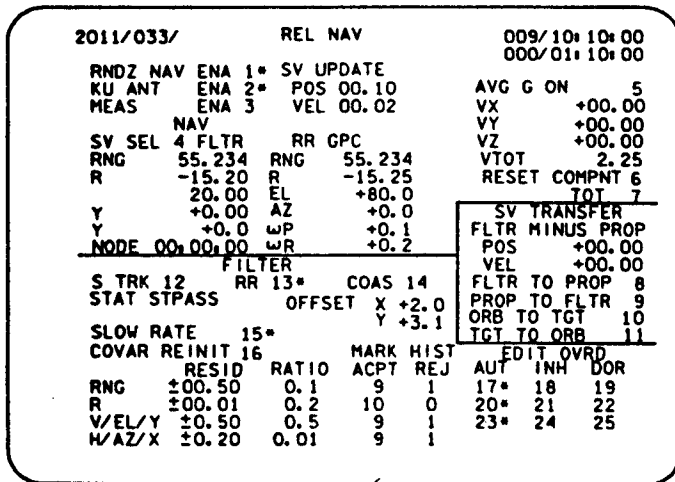 2011/033/ REL NAV 009/10:10:00
000/01:10:00
RNDZ NAV ENA 1* SV UPDATE
KU ANT ENA 2* POS 00.10 AVG G ON 5
MEAS ENA 3 VEL 00.02 VX +00.00
NAV VY +00.00
SV SEL 4 FLTR RR GPC VZ +00.00
RNG 55.234 RNG 55.234 VTOT 2.25
R -15.20 R -15.25 RESET COMPNT 6
20.00 EL +80.0 TOT 7
Y +0.00 AZ +0.0 SV TRANSFER
Y +0.0 ωP +0.1 FLTR MINUS PROP
NODE 00:00:00 ωR +0.2 POS +00.00
FILTER VEL +00.00
S TRK 12 RR 13* COAS 14 FLTR TO PROP 8
STAT STPASS OFFSET X +2.0 PROP TO FLTR 9
Y +3.1 ORB TO TGT 10
SLOW RATE 15* TGT TO ORB 11
COVAR REINIT 16 MARK HIST EDIT OVRD
RESID RATIO ACPT REJ AUT INH DOR
RNG ±00.50 0.1 9 1 17* 18 19
R ±00.01 0.2 10 0 20* 21 22
V/EL/Y ±0.50 0.5 9 1 23* 24 25
H/AZ/X ±0.20 0.01 9 1